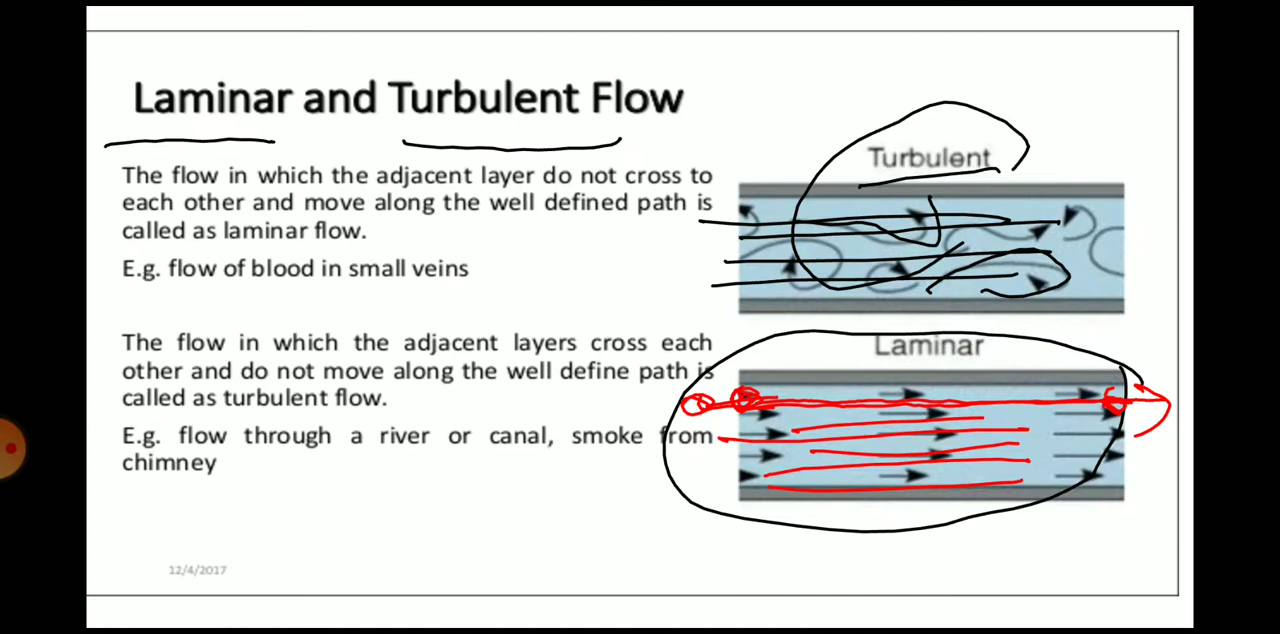 Laminar and Turbulent Flow
The flow in which the adjacent layer do not cross to
each other and move along the well defined path is
called as laminar flow.
E.g. flow of blood in small veins
The flow in which the adjacent layers cross each
other and do not move along the well define path is
called as turbulent flow.
E.g. flow through a river or canal, smoke from
chimney
Turbulent
Laminar
12/4/2017